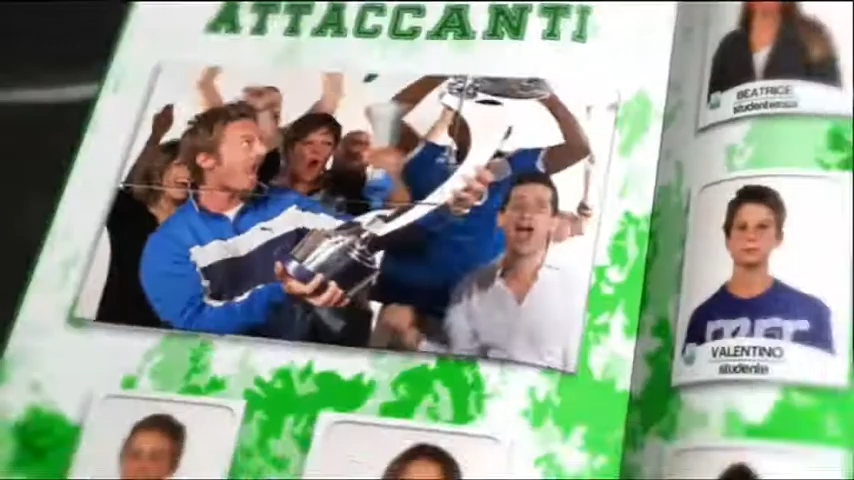 ATTACCANTI
BEATRICE
studentessa
VALENTINO
studente